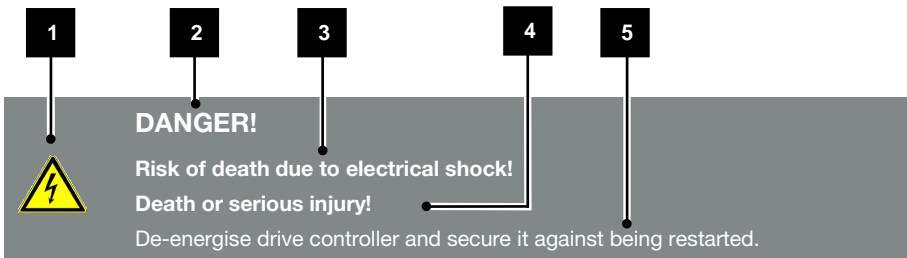 1 2 3 4 5
DANGER!
Risk of death due to electrical shock!
Death or serious injury!
De-energise drive controller and secure it against being restarted.